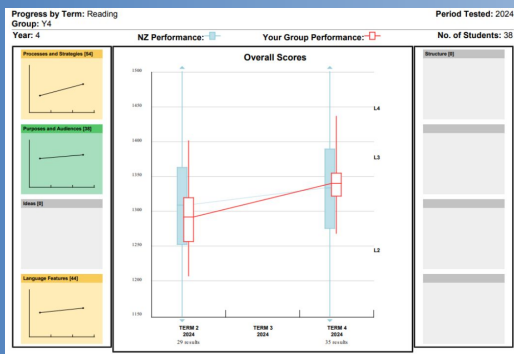 Progress by Term: Reading
Period Tested: 2024
Group: Y4
Year: 4
NZ Performance:
Your Group Performance:
No. of Students: 38
Processes and Strategies [54]
Purposes and Audiences [38]
Ideas [0]
Language Features [44]
Overall Scores
1500
1450
1400
1350
1300
1250
1200
1150
L4
L3
L2
TERM 2
2024
29 results
TERM 3
2024
TERM 4
2024
35 results
Structure [0]